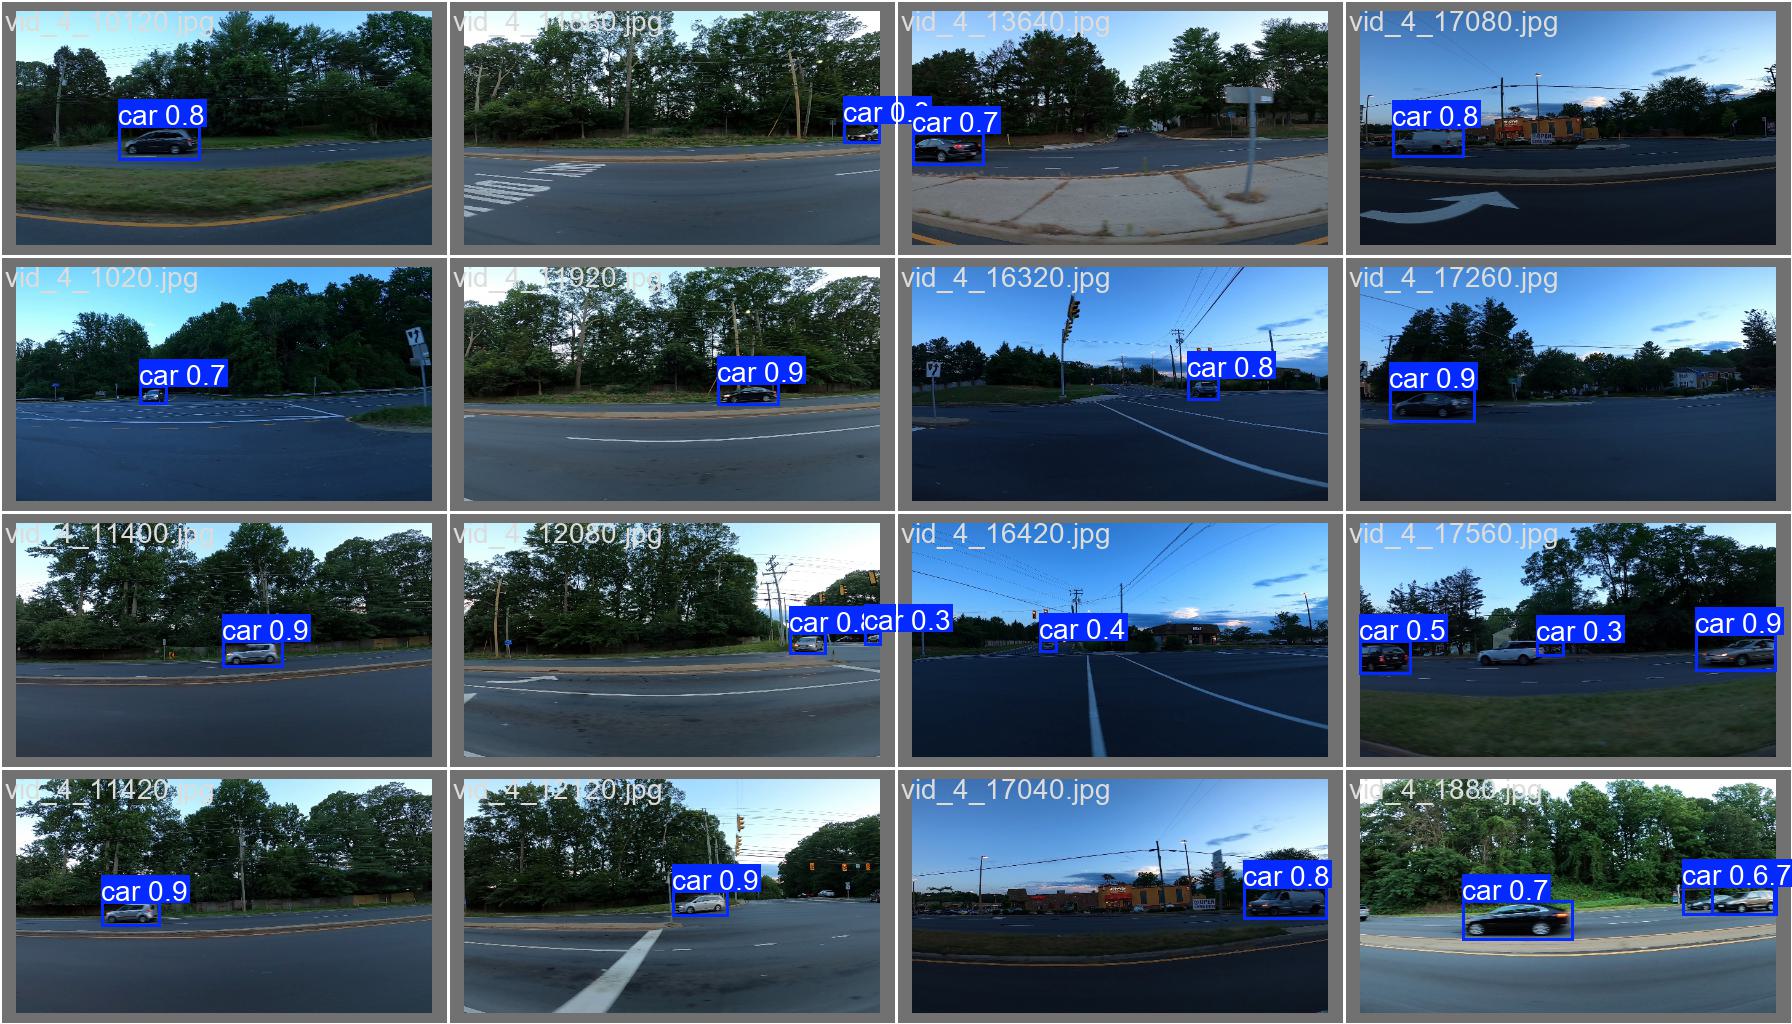 vid_4_10120.jpg
car 0.8
vid_4_11880.jpg
car 0.
vid_4_13640.jpg
car 0.7
vid_4_17080.jpg
car 0.8
OPEN
vid_4_1020.jpg
car 0.7
vid_4_11920.jpg
car 0.9
vid_4_16320.jpg
car 0.8
vid_4_17260.jpg
car 0.9
vid_4_11400.jpg
car 0.9
vid_4_12080.jpg
car 0.8
car 0.3
vid_4_16420.jpg
car 0.4
vid_4_17560.jpg
car 0.5
car 0.3
car 0.9
vid_4_11420.jpg
car 0.9
vid_4_12120.jpg
car 0.9
vid_4_17040.jpg
car 0.8
OPEN
vid_4_1880.jpg
car 0.7
car 0.6
.7